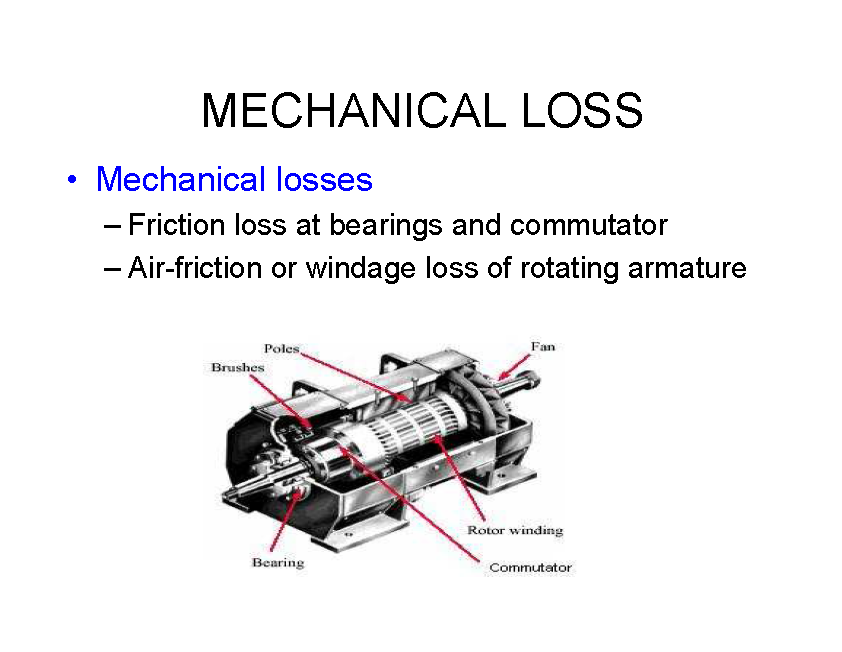 MECHANICAL LOSS
• Mechanical losses
– Friction loss at bearings and commutator
– Air-friction or windage loss of rotating armature
Poles
Fan
Brushes
Rotor winding
Bearing
Commutator